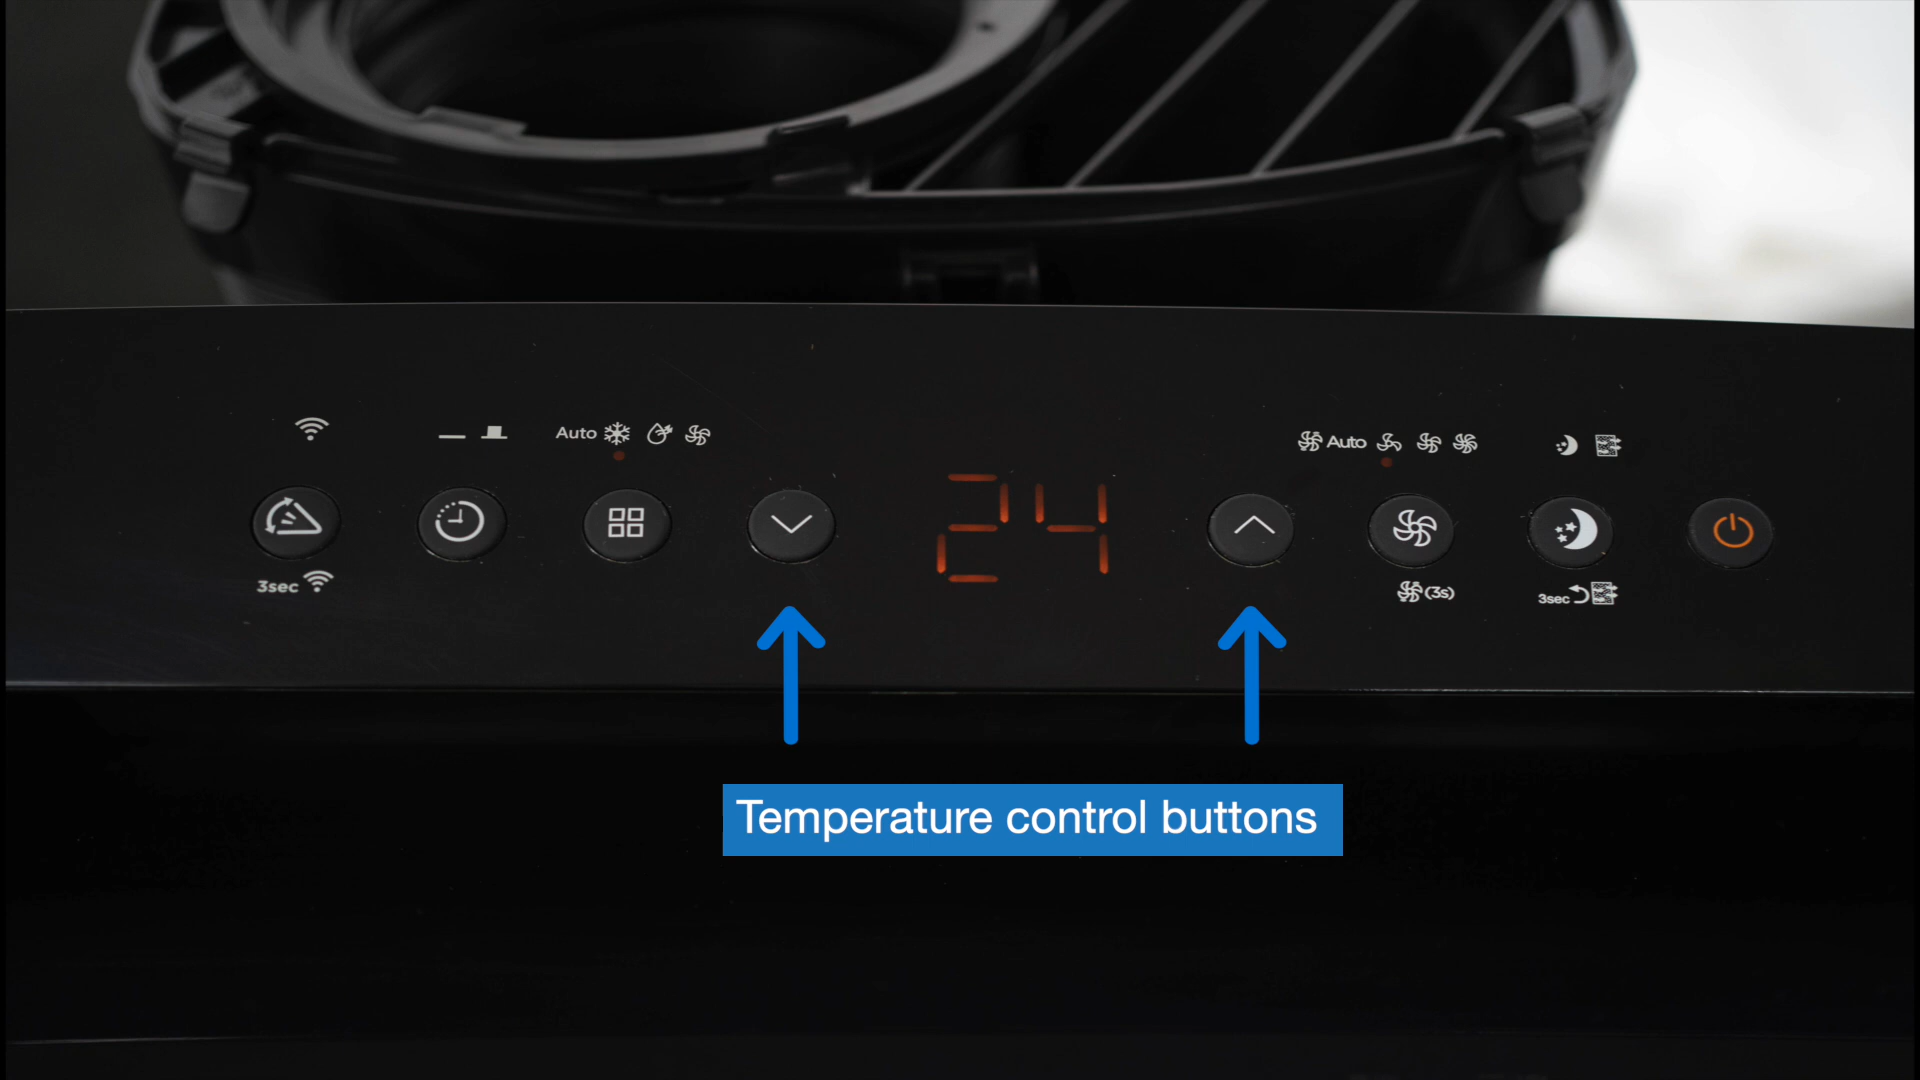 Auto
Auto
24
3sec
(3s)
3sec
Temperature control buttons